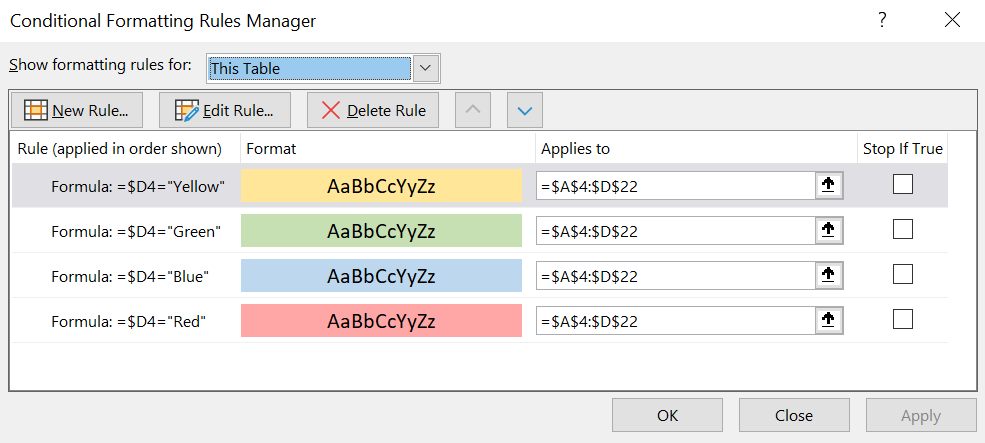 Conditional Formatting Rules Manager ?
Show formatting rules for: This Table
New Rule... Edit Rule... Delete Rule
Rule (applied in order shown) Format Applies to Stop If True
Formula: =$D4="Yellow" AaBbCcYyZz =$A$4:$D$22
Formula: =$D4="Green" AaBbCcYyZz =$A$4:$D$22
Formula: =$D4="Blue" AaBbCcYyZz =$A$4:$D$22
Formula: =$D4="Red" AaBbCcYyZz =$A$4:$D$22
OK Close Apply